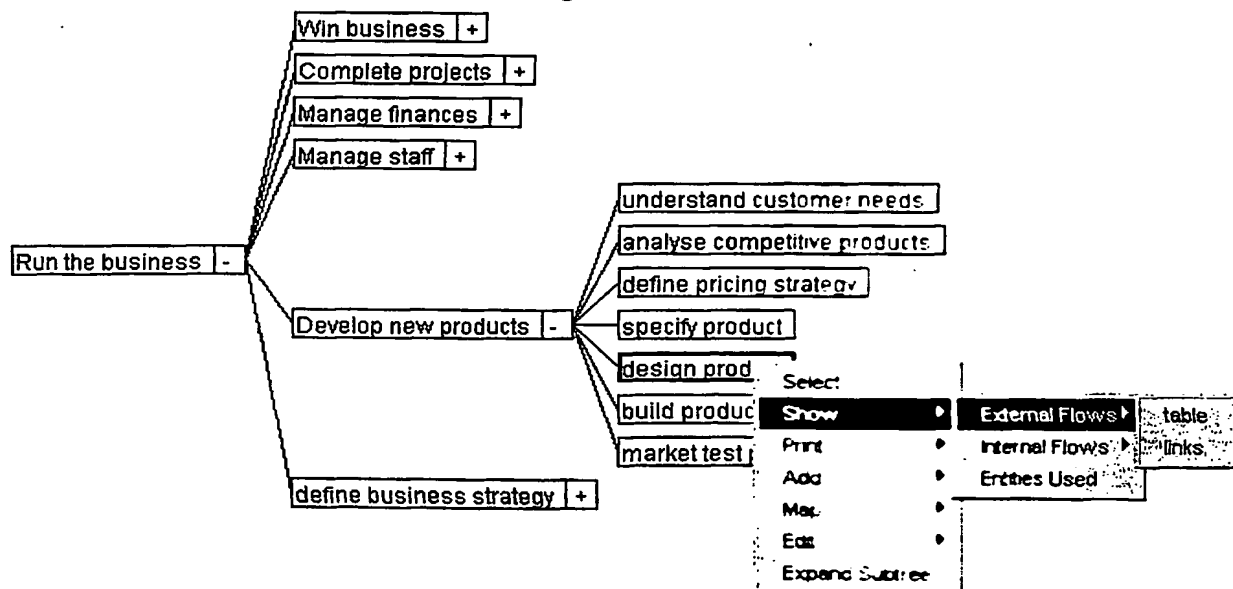 Win business +
Complete projects +
Manage finances +
Manage staff +
understand customer needs
analyse competitive products
Run the business -
define pricing strategy
Develop new products -
specify product
design prod
Select
build produc
Show
External Flows
table
market test
Print
Internal Flows
links
Add
Entities Used
define business strategy +
Map
Edit
Expand Subtree